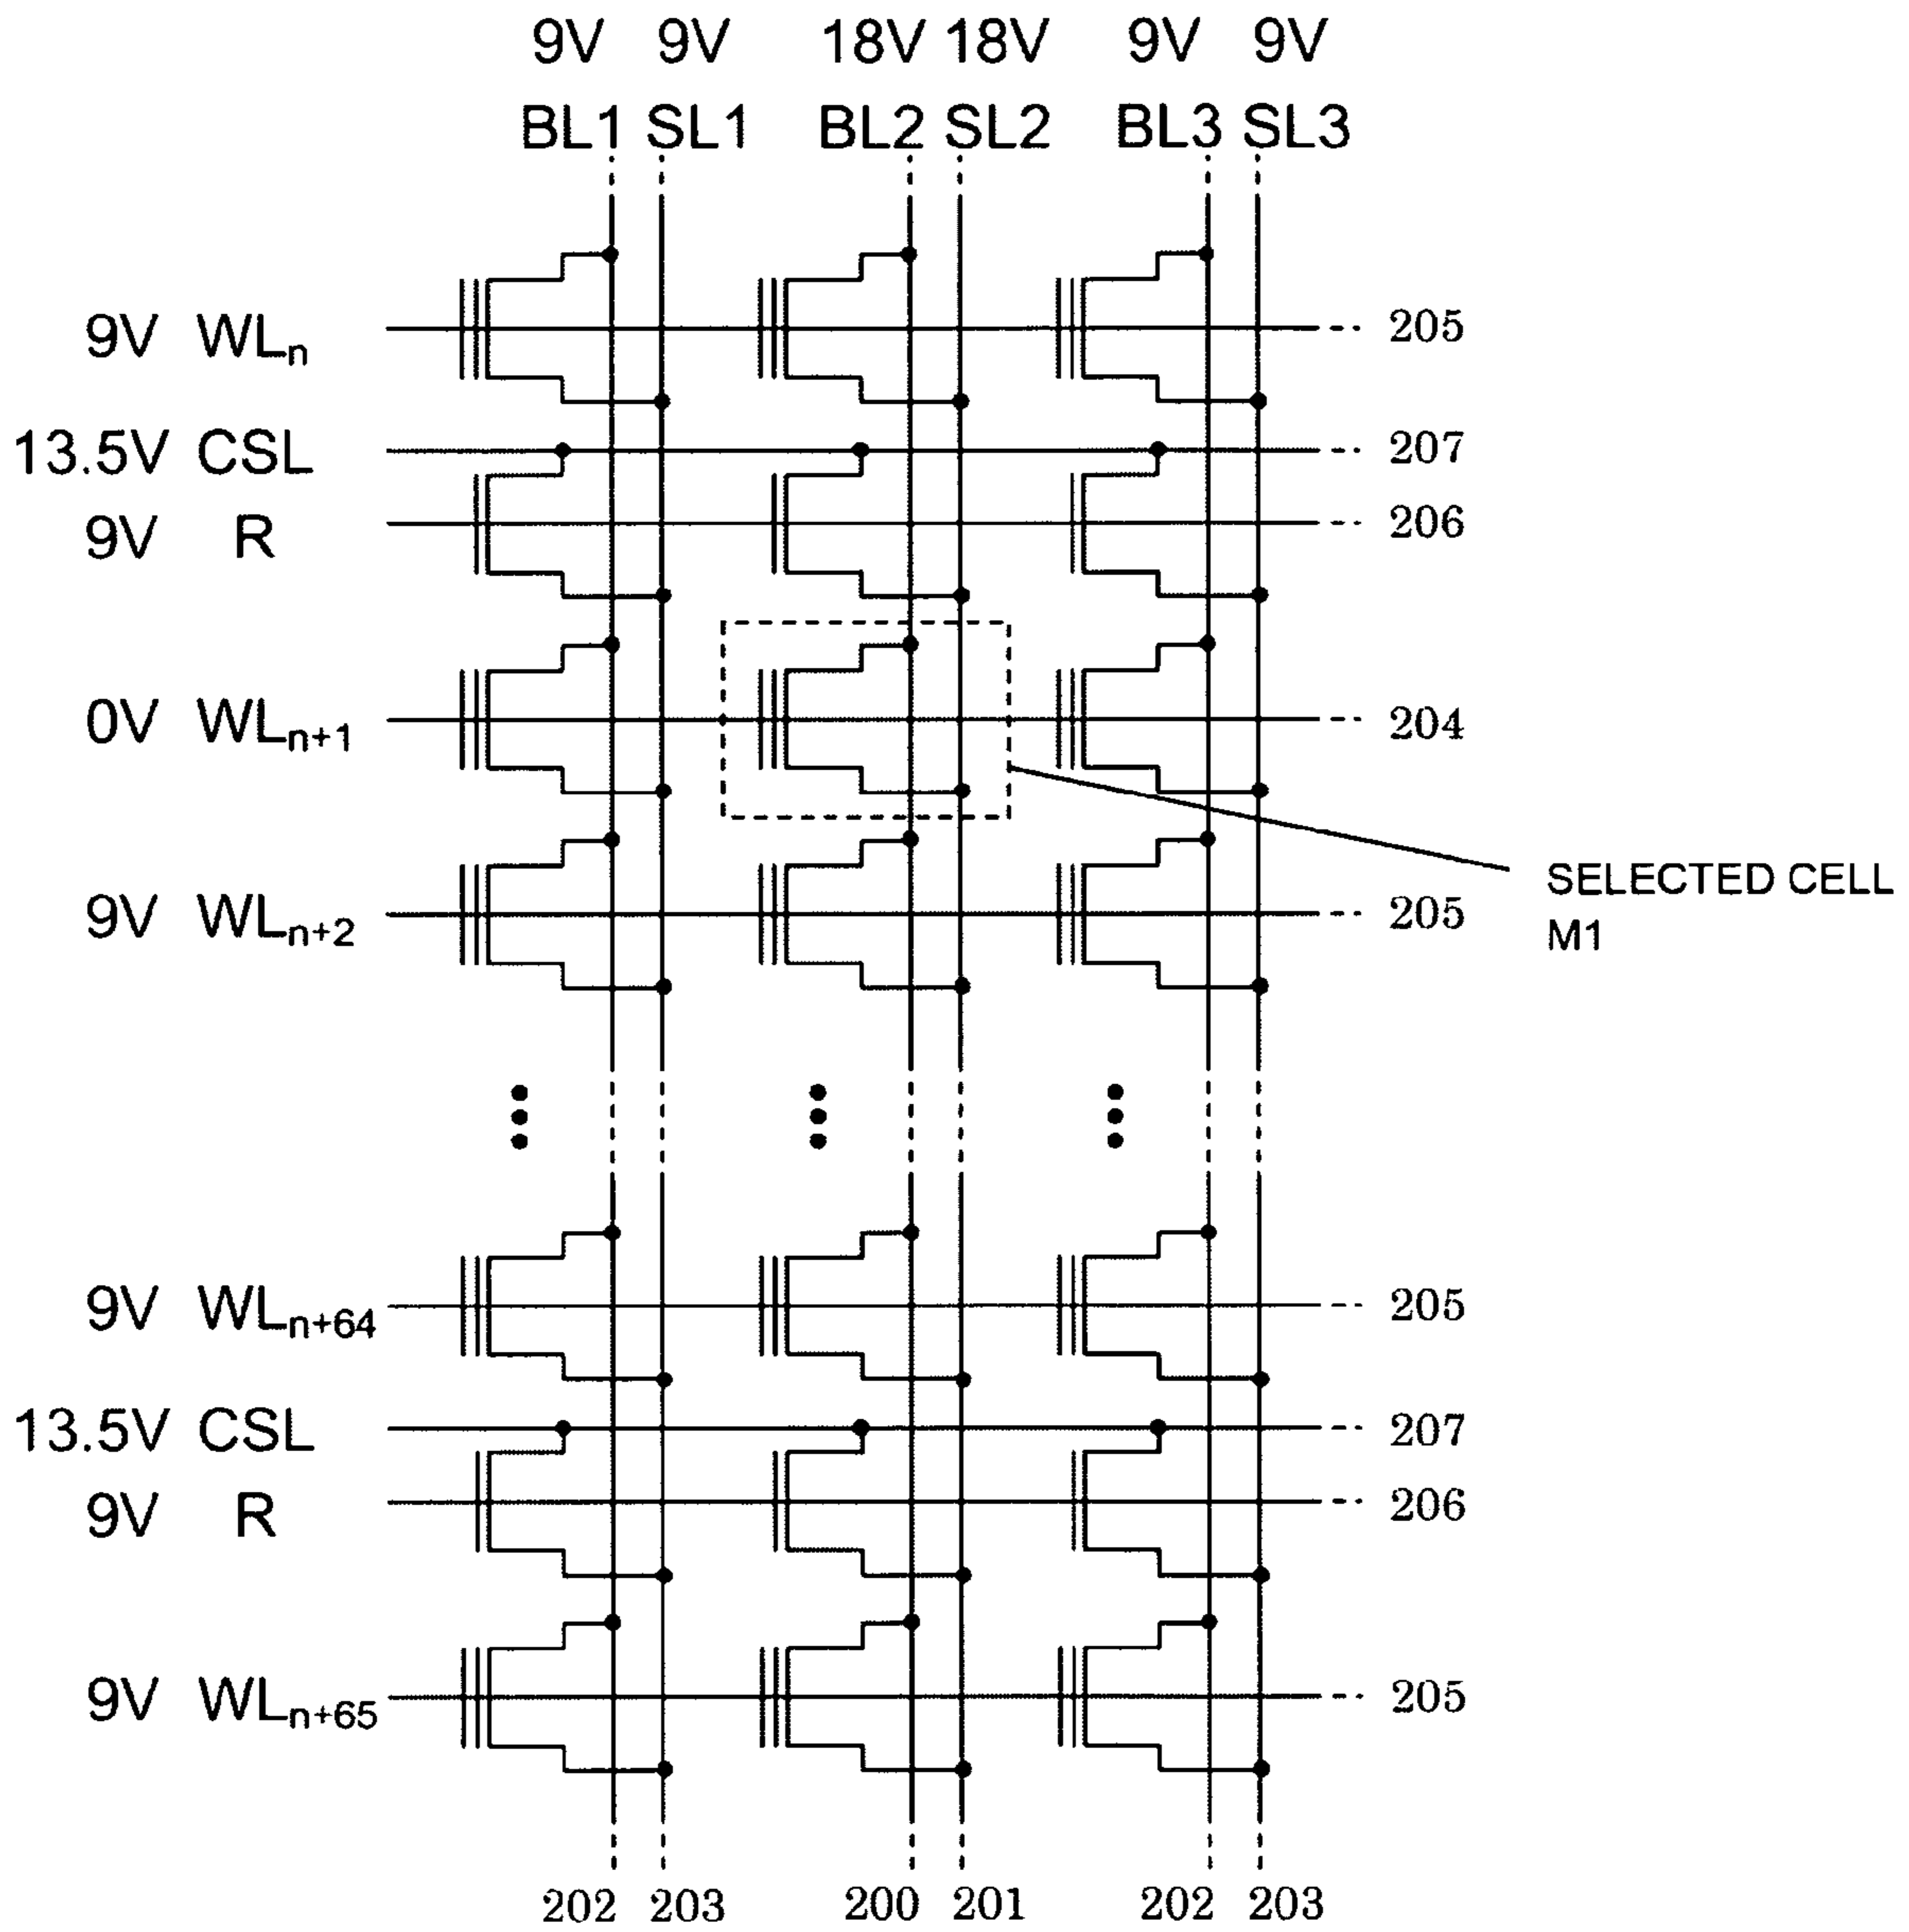 9V 9V 18V 18V 9V 9V
BL1 SL1 BL2 SL2 BL3 SL3
9V WLn 205
13.5V CSL 207
9V R 206
0V WLn+1 204
SELECTED CELL
M1
9V WLn+2 205
9V WLn+64 205
13.5V CSL 207
9V R 206
9V WLn+65 205
202 203 200 201 202 203